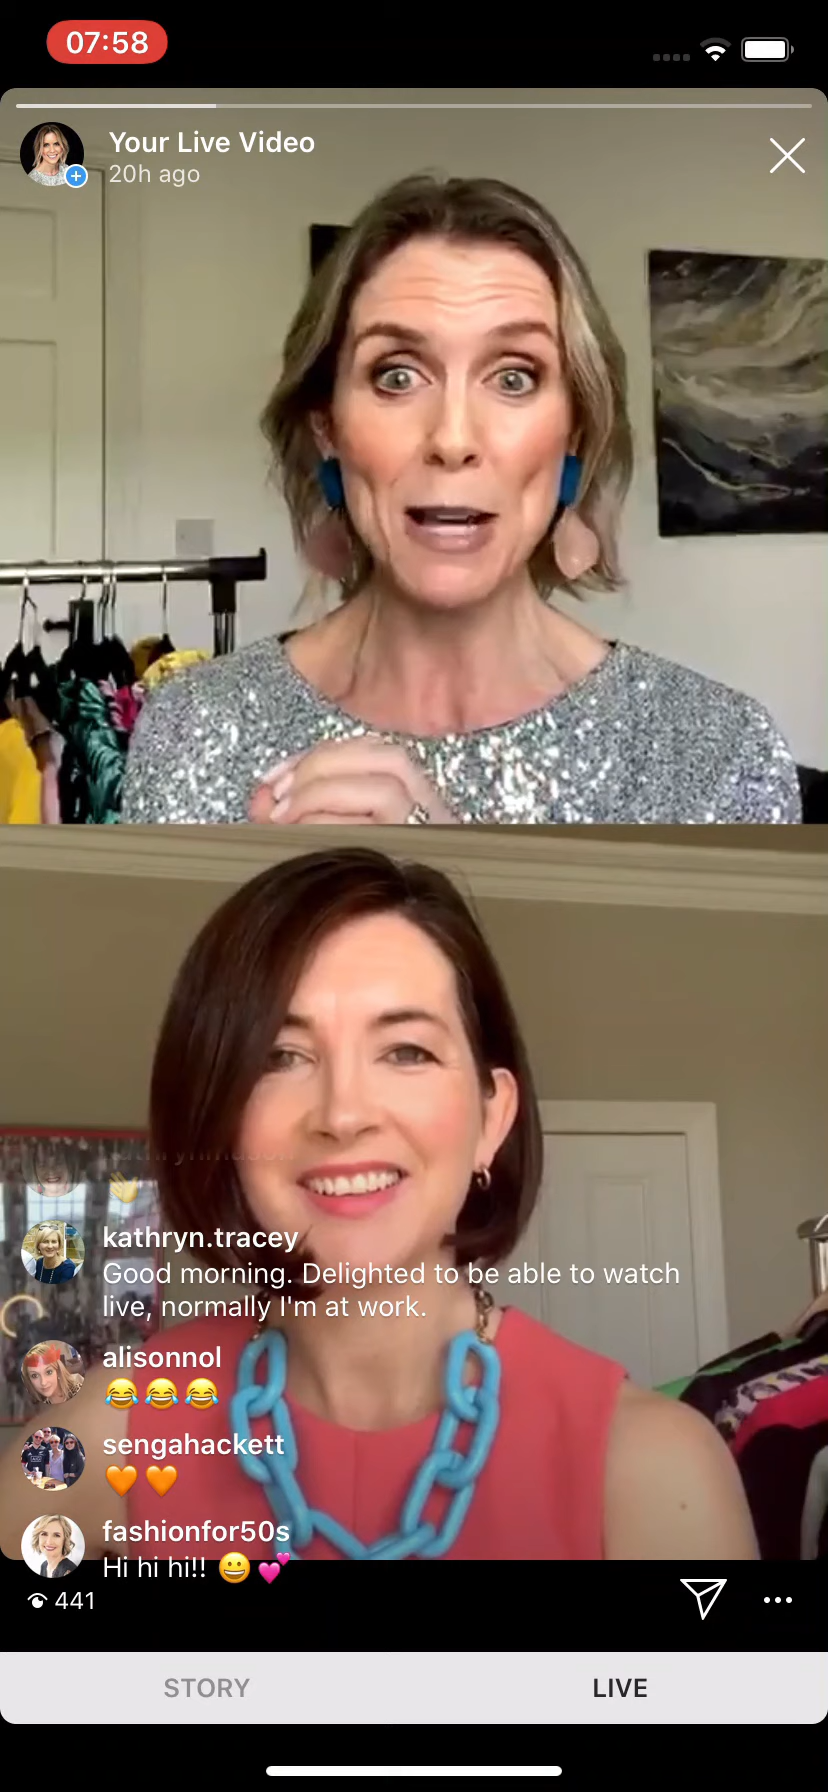 07:58
Your Live Video
20h ago
kathryn.tracey
Good morning. Delighted to be able to watch
live, normally I'm at work.
alisonnol
😂😂😂
sengahackett
🧡🧡
fashionfor50s
Hi hi hi!! 😀💕
441
STORY
LIVE